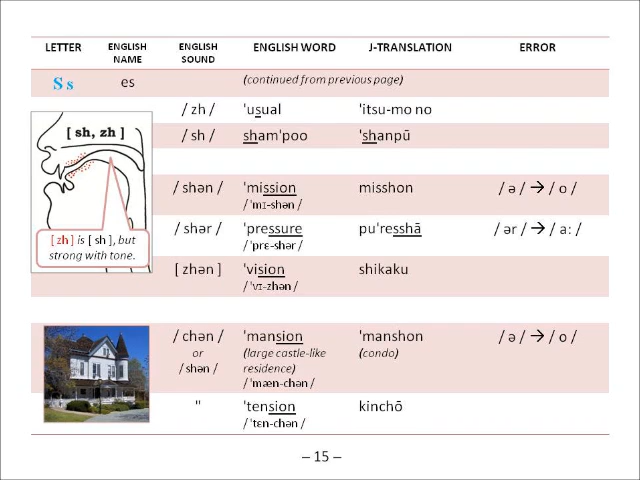 LETTER ENGLISH NAME ENGLISH SOUND ENGLISH WORD J-TRANSLATION ERROR
S s es (continued from previous page)
/ zh / 'usual 'itsu-mo no
/ sh / sham'poo 'shanpū
[ sh, zh ]
[ zh ] is [ sh ], but
strong with tone.
/ shən / 'mission misshon / ə / → / o /
/ 'mɪ-shən /
/ shər / 'pressure pu'resshā / ər / → / a: /
/ 'prɛ-shər /
[ zhən ] 'vision shikaku
/ 'vɪ-zhən /
/ chən / 'mansion 'manshon / ə / → / o /
or (large castle-like (condo)
/ shən / residence)
/ 'mæn-chən /
" 'tension kinchō
/ 'tɛn-chən /
– 15 –